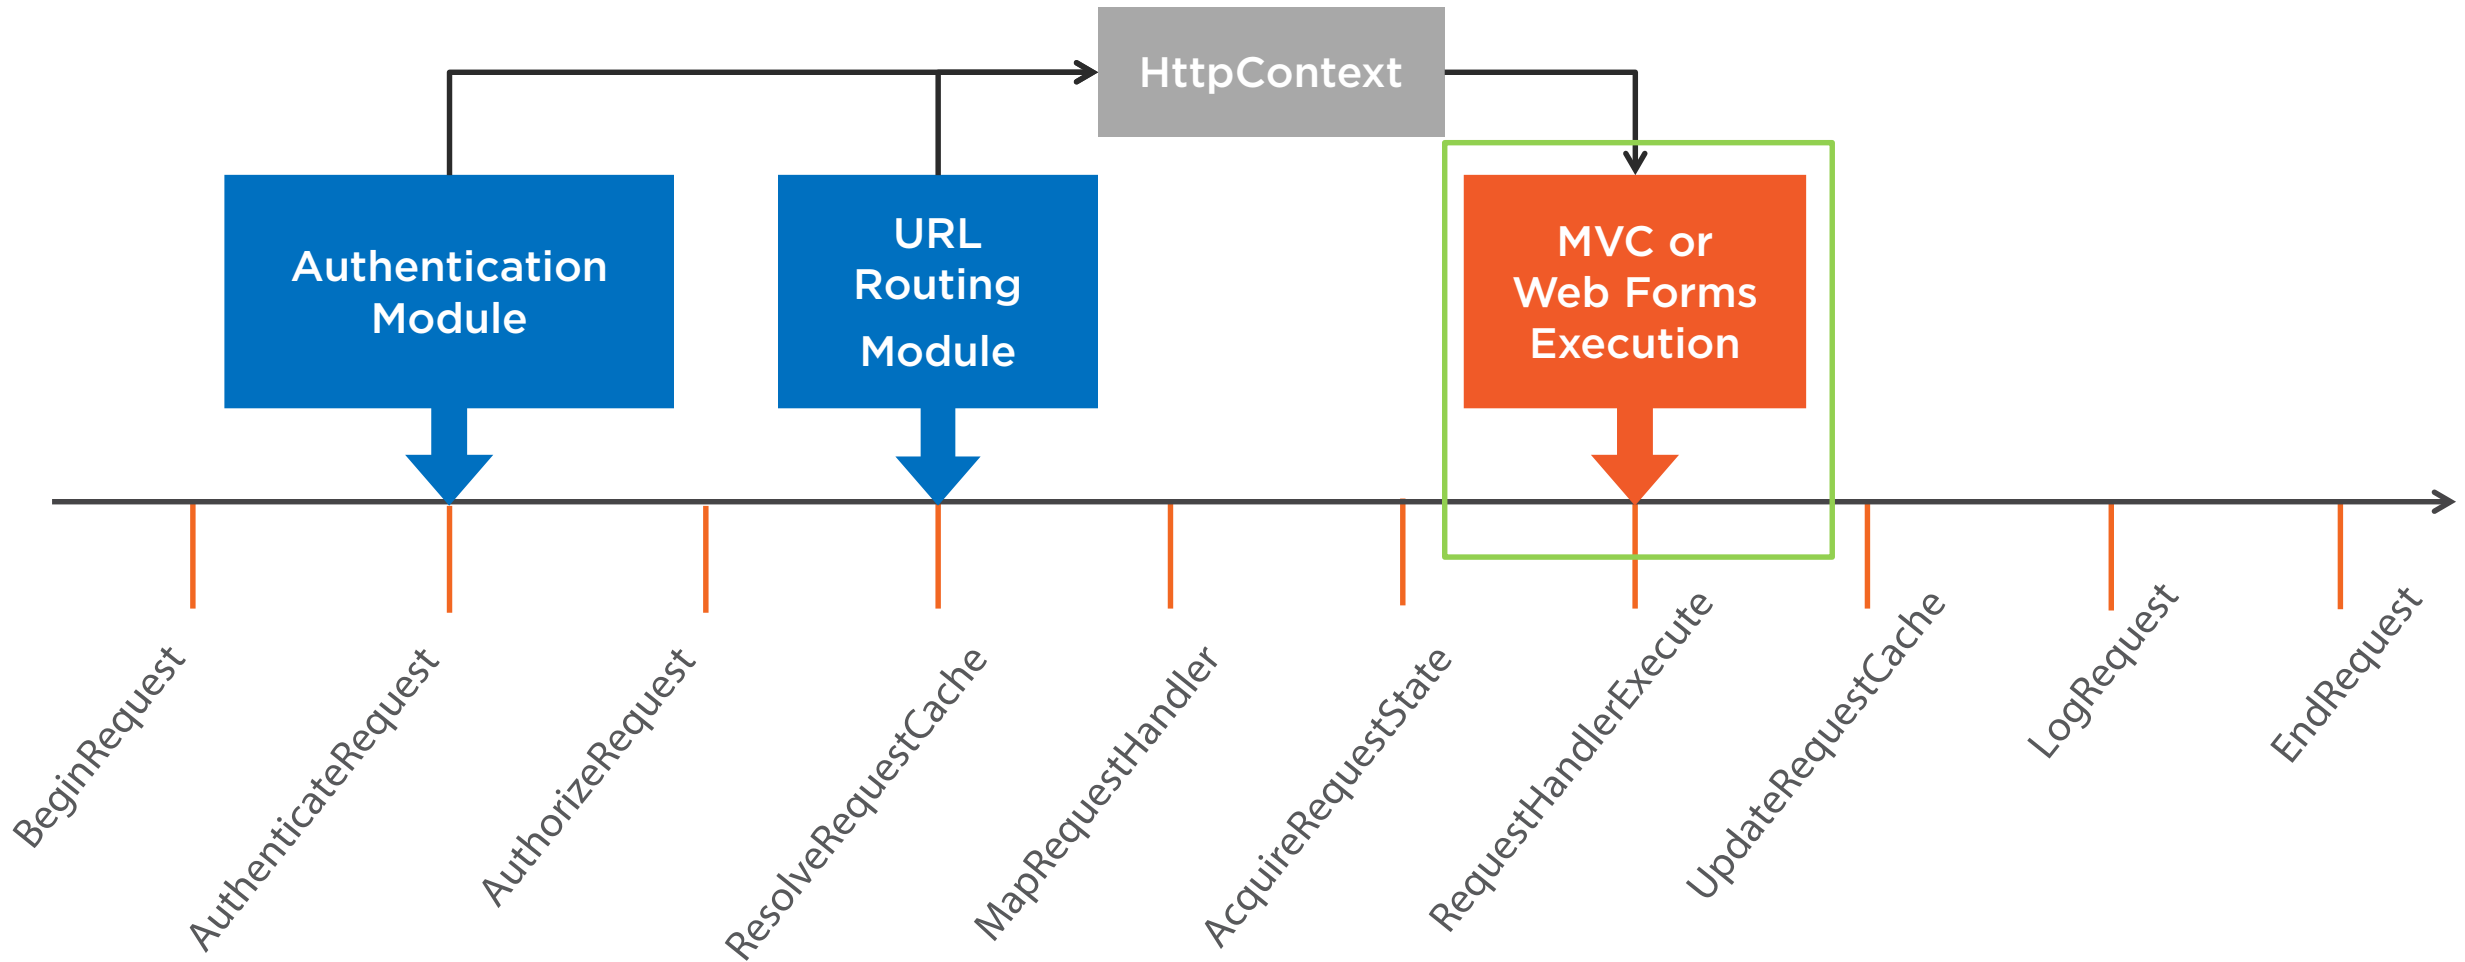 HttpContext
Authentication
Module
URL
Routing
Module
MVC or
Web Forms
Execution
BeginRequest
AuthenticateRequest
AuthorizeRequest
ResolveRequestCache
MapRequestHandler
AcquireRequestState
RequestHandlerExecute
UpdateRequestCache
LogRequest
EndRequest